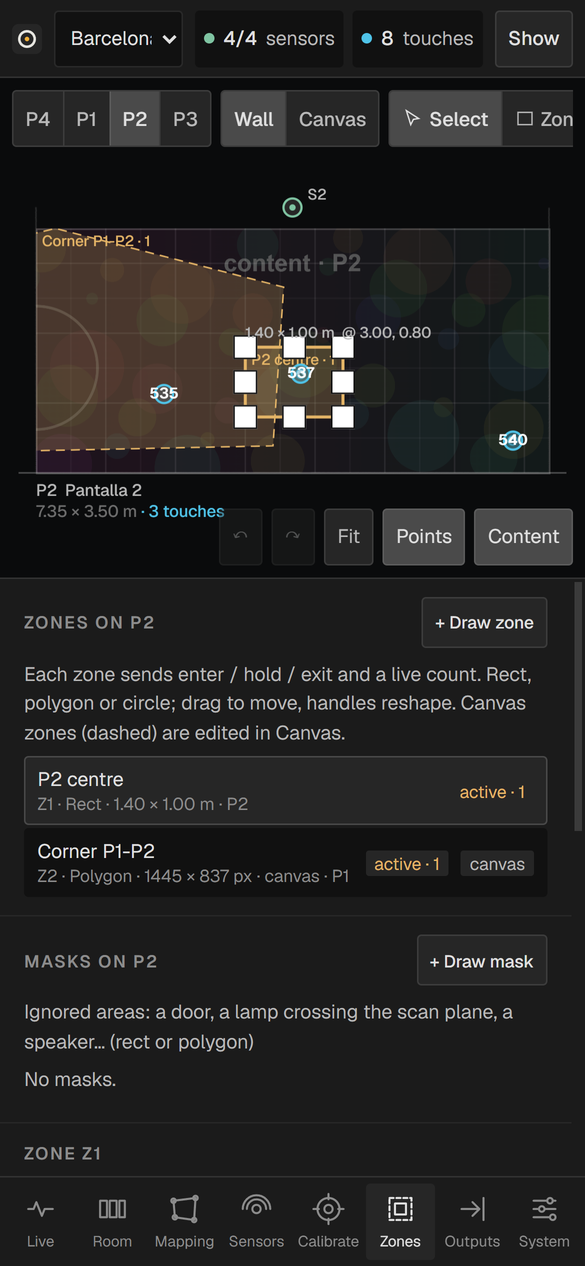 Barcelona
4/4 sensors
8 touches
Show
P4 P1 P2 P3
Wall Canvas
Select Zon
S2
Corner P1-P2 · 1
content · P2
1.40 × 1.00 m @ 3.00, 0.80
P2 centre · 1
537
535
540
P2 Pantalla 2
7.35 × 3.50 m · 3 touches
Fit Points Content
ZONES ON P2
+ Draw zone
Each zone sends enter / hold / exit and a live count. Rect,
polygon or circle; drag to move, handles reshape. Canvas
zones (dashed) are edited in Canvas.
P2 centre
Z1 · Rect · 1.40 × 1.00 m · P2
active · 1
Corner P1-P2
Z2 · Polygon · 1445 × 837 px · canvas · P1
active · 1
canvas
MASKS ON P2
+ Draw mask
Ignored areas: a door, a lamp crossing the scan plane, a
speaker… (rect or polygon)
No masks.
ZONE Z1
Live Room Mapping Sensors Calibrate Zones Outputs System